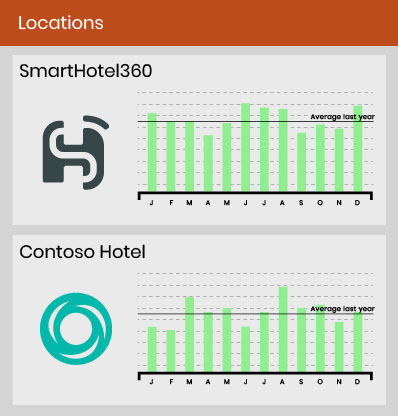 Locations
SmartHotel360
Average last year
J F M A M J J A S O N D
Contoso Hotel
Average last year
J F M A M J J A S O N D